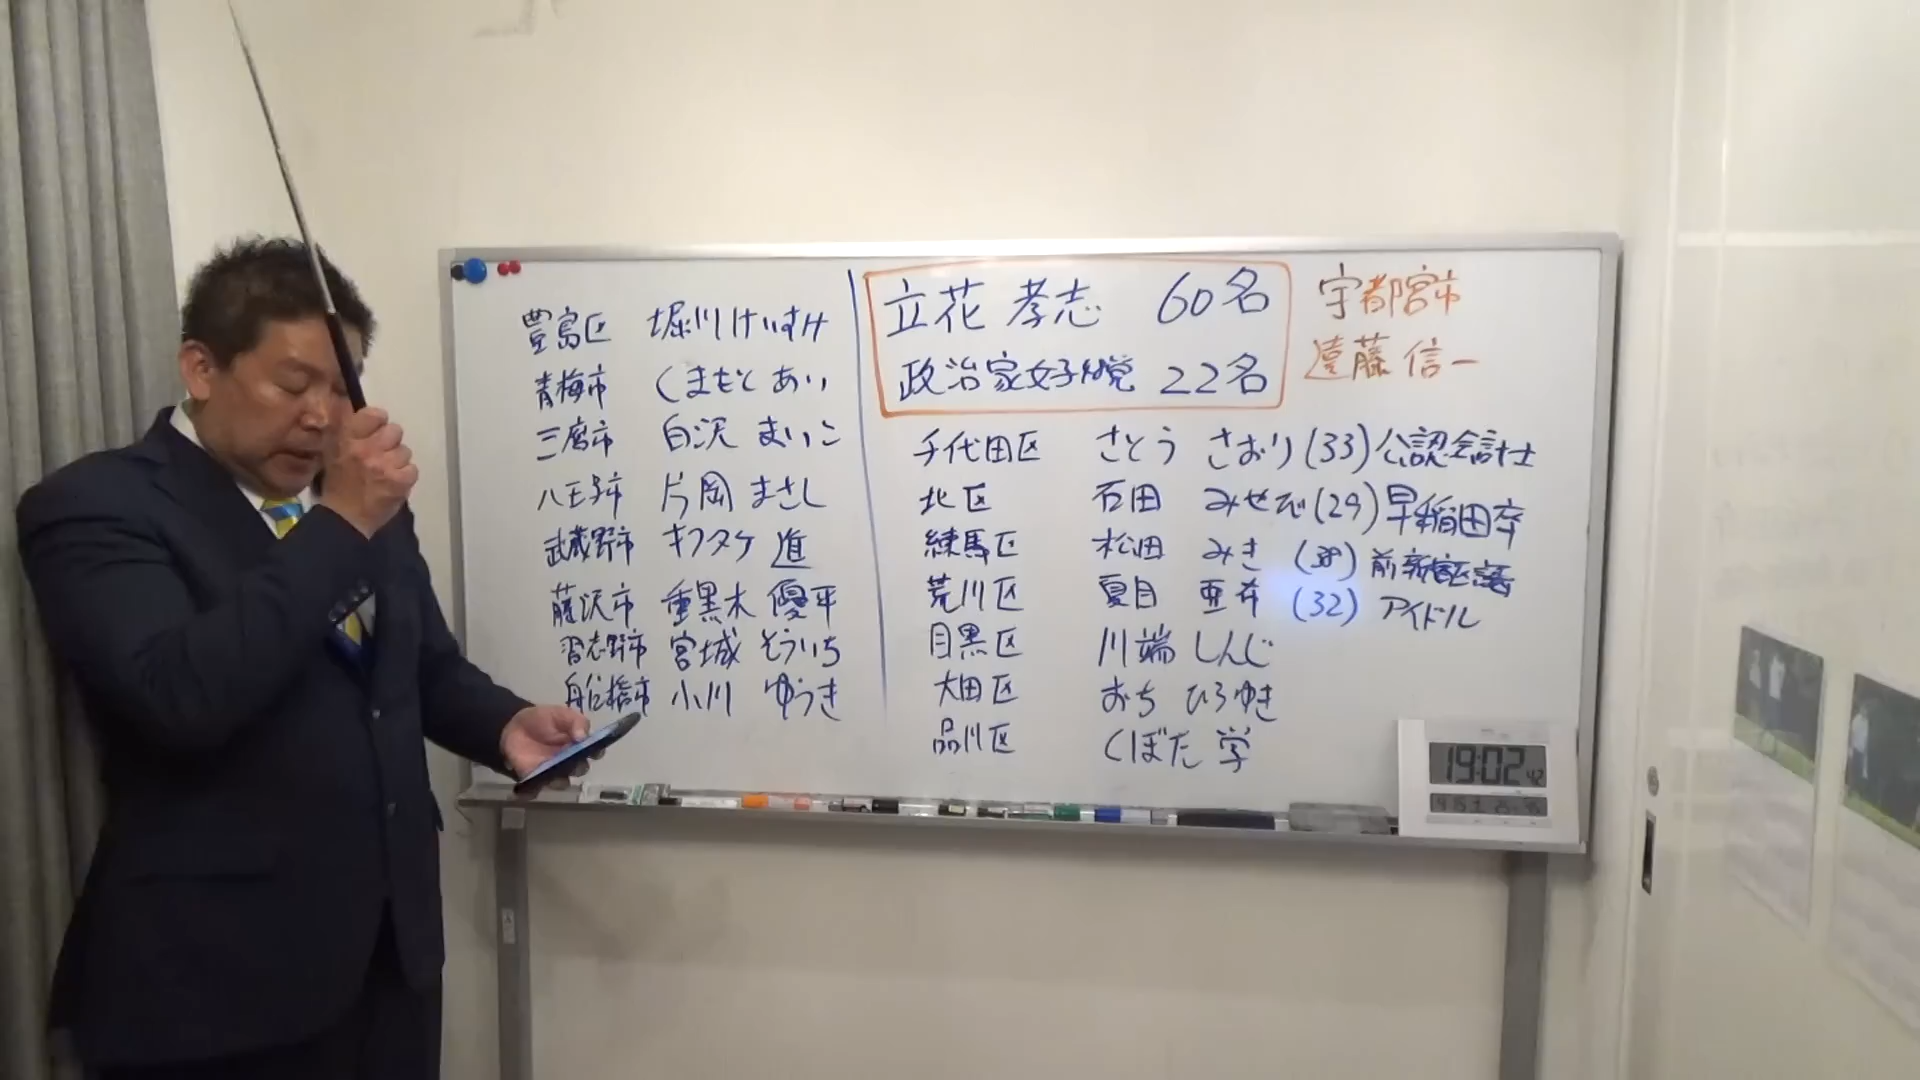 豊島区 堀川けいすけ
青梅市 くまもと あい
三鷹市 白沢 まいこ
八王子市 片岡 まさし
武蔵野市 キフタケ 道
藤沢市 重黒木 優平
習志野市 宮城 そういち
船橋市 小川 ゆうき
立花 孝志 60名
政治家女子48党 22名
宇都宮市
遠藤 信一
千代田区 さとう さおり (33) 公認会計士
北区 石田 みせび (29) 早稲田卒
練馬区 松田 みき (38)
荒川区 夏目 亜希 (32) アイドル
目黒区 川端 しんじ
大田区 おち ひろゆき
品川区 くぼた 学
19:02 42